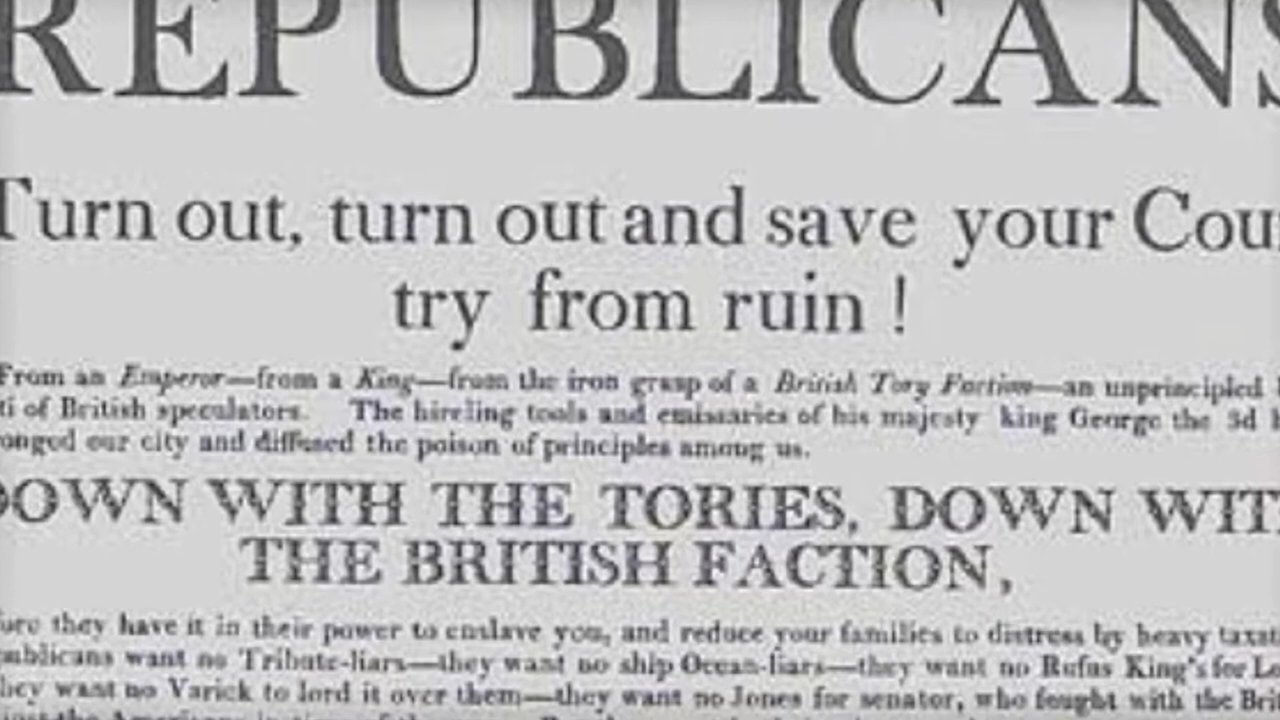 REPUBLICANS
Turn out, turn out and save your Cou
try from ruin !
From an Emperor—from a King—from the iron grasp of a British Tory Faction—an unprincipled
ti of British speculators. The hireling tools and emissaries of his majesty king George the 3d
onged our city and diffused the poison of principles among us.
DOWN WITH THE TORIES, DOWN WIT
THE BRITISH FACTION,
ore they have it in their power to enslave you, and reduce your families to distress by heavy taxat
publicans want no Tribute-liars—they want no ship Ocean-liars—they want no Rufus King's for Lo
hey want no Varick to lord it over them—they want no Jones for senator, who fought with the Brit